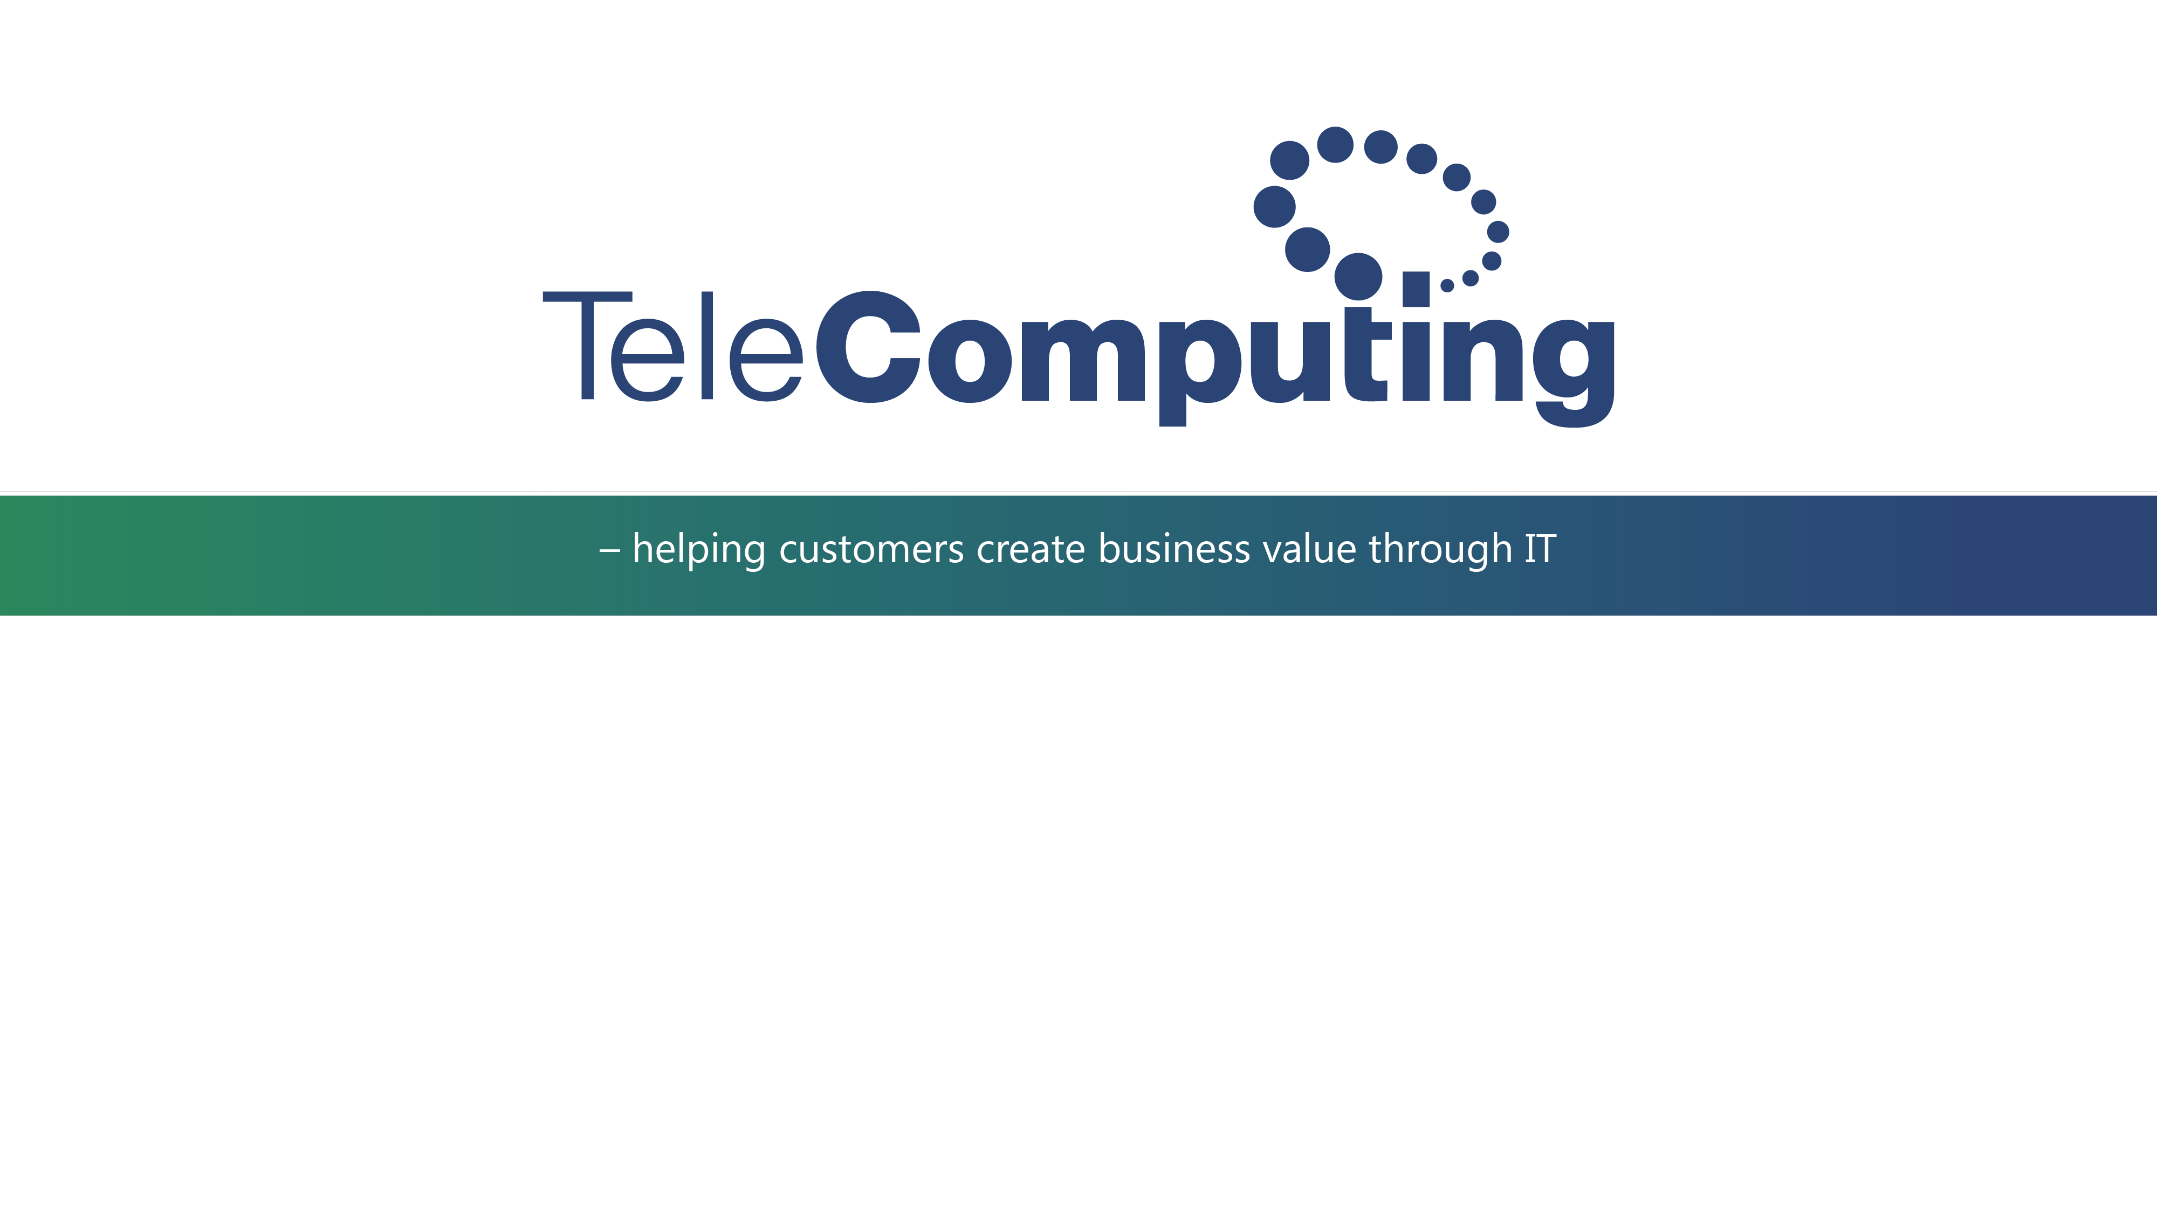 TeleComputing
– helping customers create business value through IT